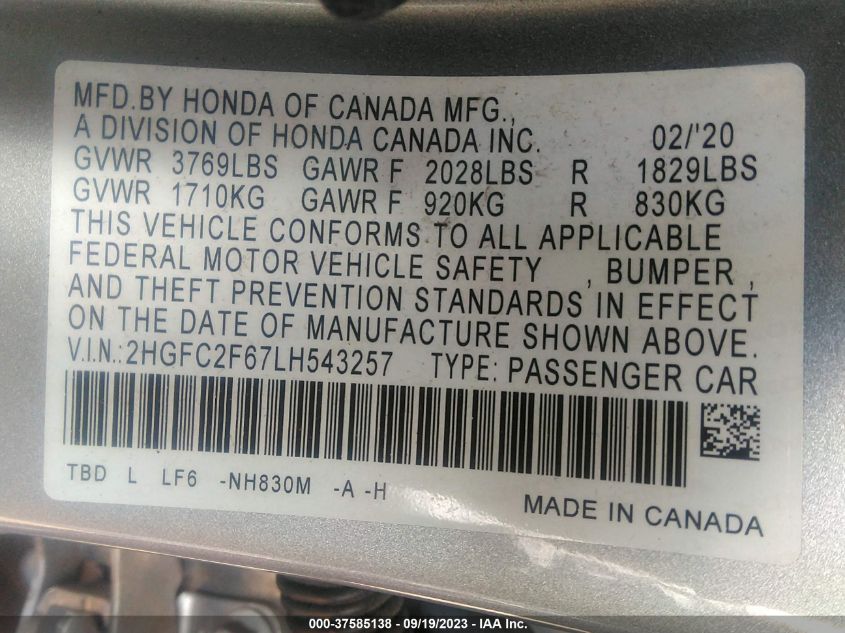 MFD.BY HONDA OF CANADA MFG.,
A DIVISION OF HONDA CANADA INC. 02/'20
GVWR 3769LBS GAWR F 2028LBS R 1829LBS
GVWR 1710KG GAWR F 920KG R 830KG
THIS VEHICLE CONFORMS TO ALL APPLICABLE
FEDERAL MOTOR VEHICLE SAFETY , BUMPER ,
AND THEFT PREVENTION STANDARDS IN EFFECT
ON THE DATE OF MANUFACTURE SHOWN ABOVE.
V.I.N.:2HGFC2F67LH543257 TYPE: PASSENGER CAR
TBD L LF6 -NH830M -A -H
MADE IN CANADA
000-37585138 - 09/19/2023 - IAA Inc.